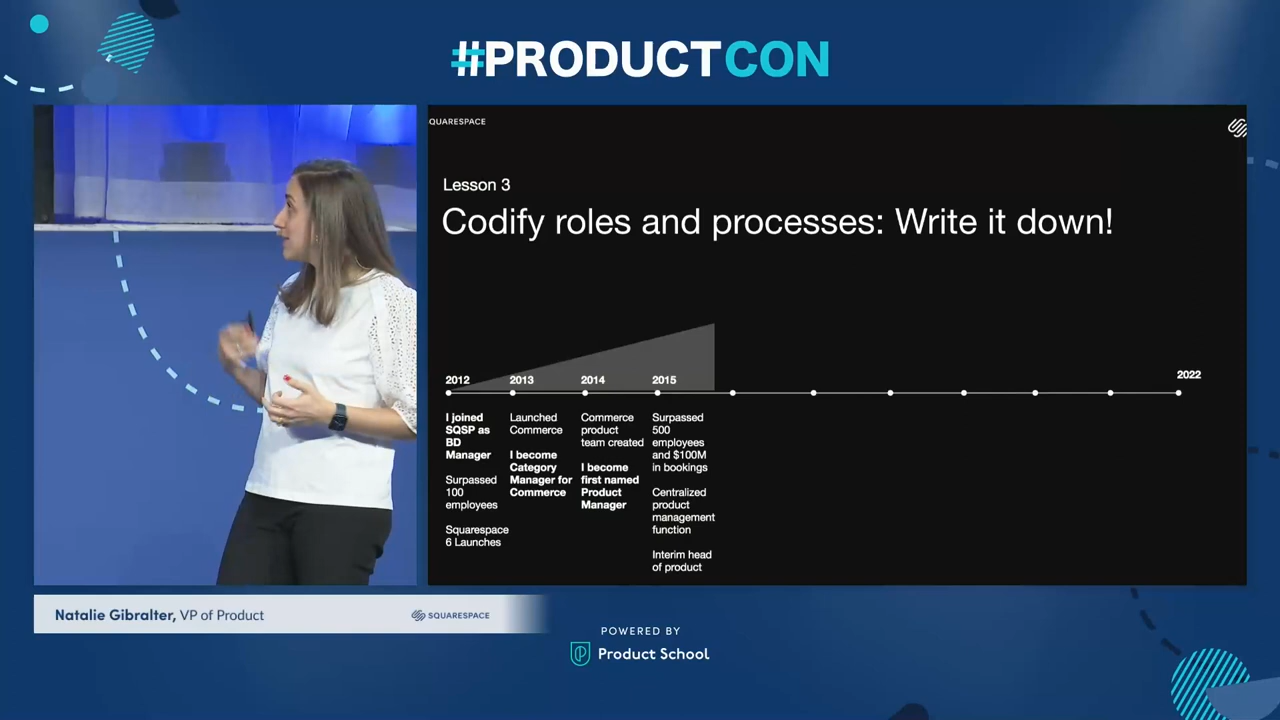 #PRODUCTCON
QUARESPACE
Lesson 3
Codify roles and processes: Write it down!
2012
I joined
SQSP as
BD
Manager
Surpassed
100
employees
Squarespace
6 Launches
2013
Launched
Commerce
I become
Category
Manager for
Commerce
2014
Commerce
product
team created
I become
first named
Product
Manager
2015
Surpassed
500
employees
and $100M
in bookings
Centralized
product
management
function
Interim head
of product
2022
Natalie Gibralter, VP of Product
SQUARESPACE
POWERED BY
Product School